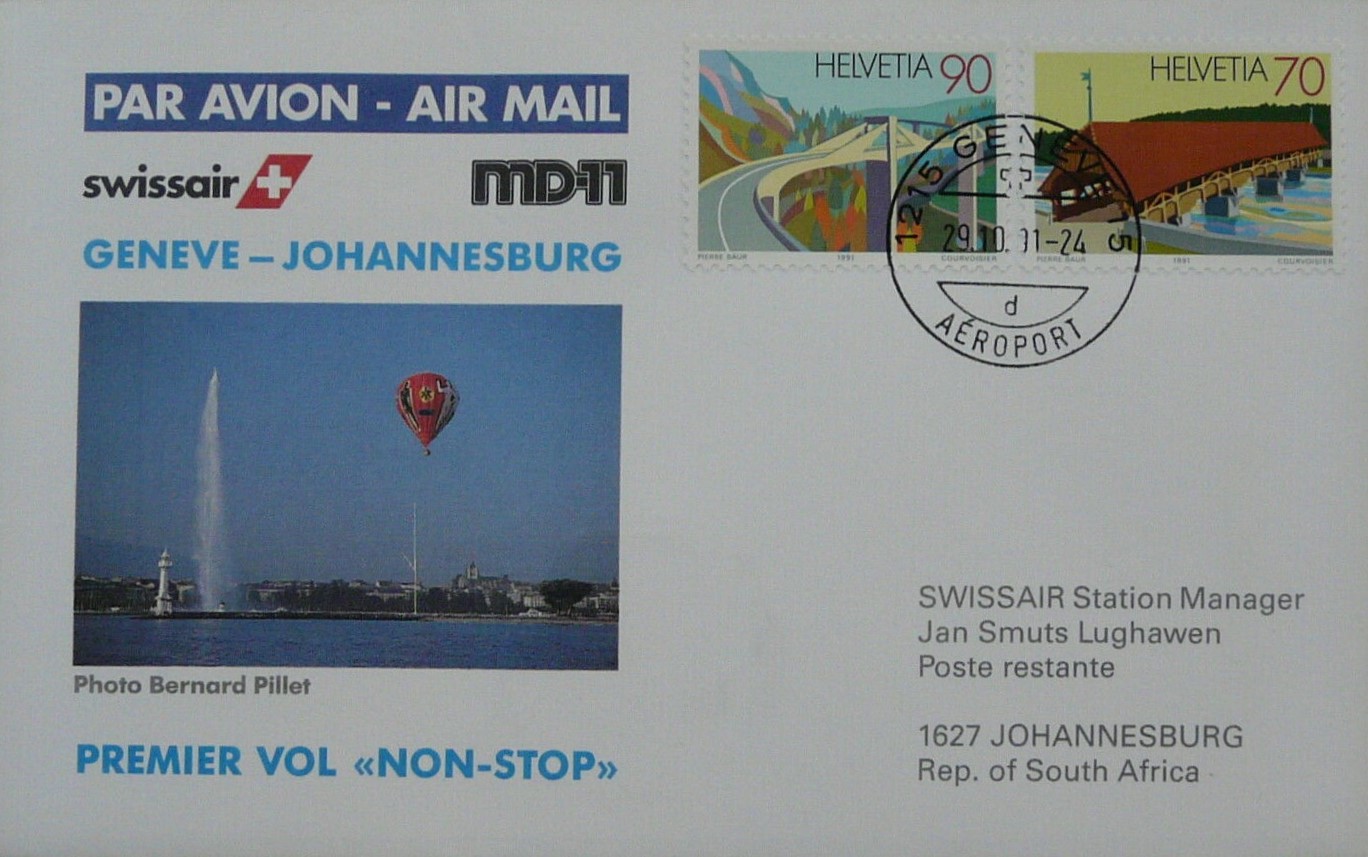 PAR AVION - AIR MAIL
swissair
MD-11
GENEVE – JOHANNESBURG
Photo Bernard Pillet
PREMIER VOL «NON-STOP»
HELVETIA 90
PIERRE BAUR 1991 COURVOISIER
HELVETIA 70
PIERRE BAUR 1991 COURVOISIER
1215 GENÈVE 15
29.10.91-24
d
AÉROPORT
SWISSAIR Station Manager
Jan Smuts Lughawen
Poste restante
1627 JOHANNESBURG
Rep. of South Africa